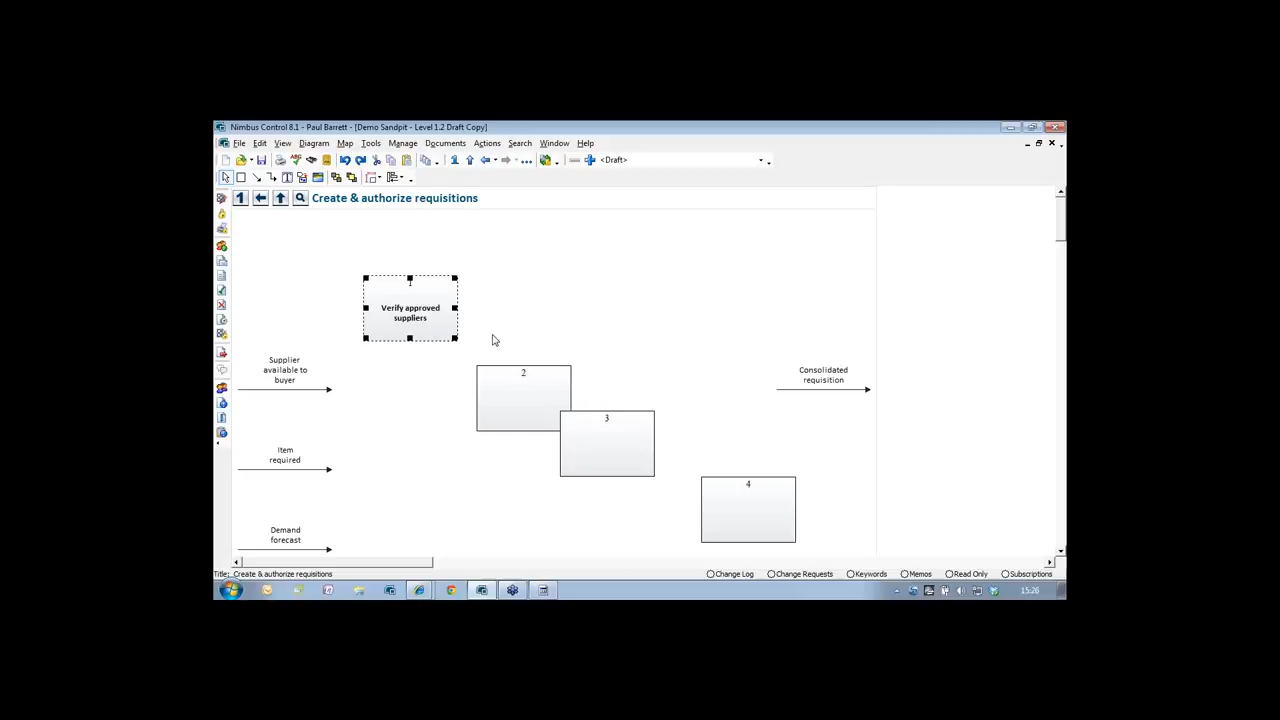 Nimbus Control 8.1 - Paul Barrett - [Demo Sandpit - Level 1.2 Draft Copy]
File Edit View Diagram Map Tools Manage Documents Actions Search Window Help
<Draft>
Create & authorize requisitions
1
Verify approved
suppliers
Supplier
available to
buyer
2
Consolidated
requisition
3
Item
required
4
Demand
forecast
Title: Create & authorize requisitions
Change Log Change Requests Keywords Memos Read Only Subscriptions
15:26